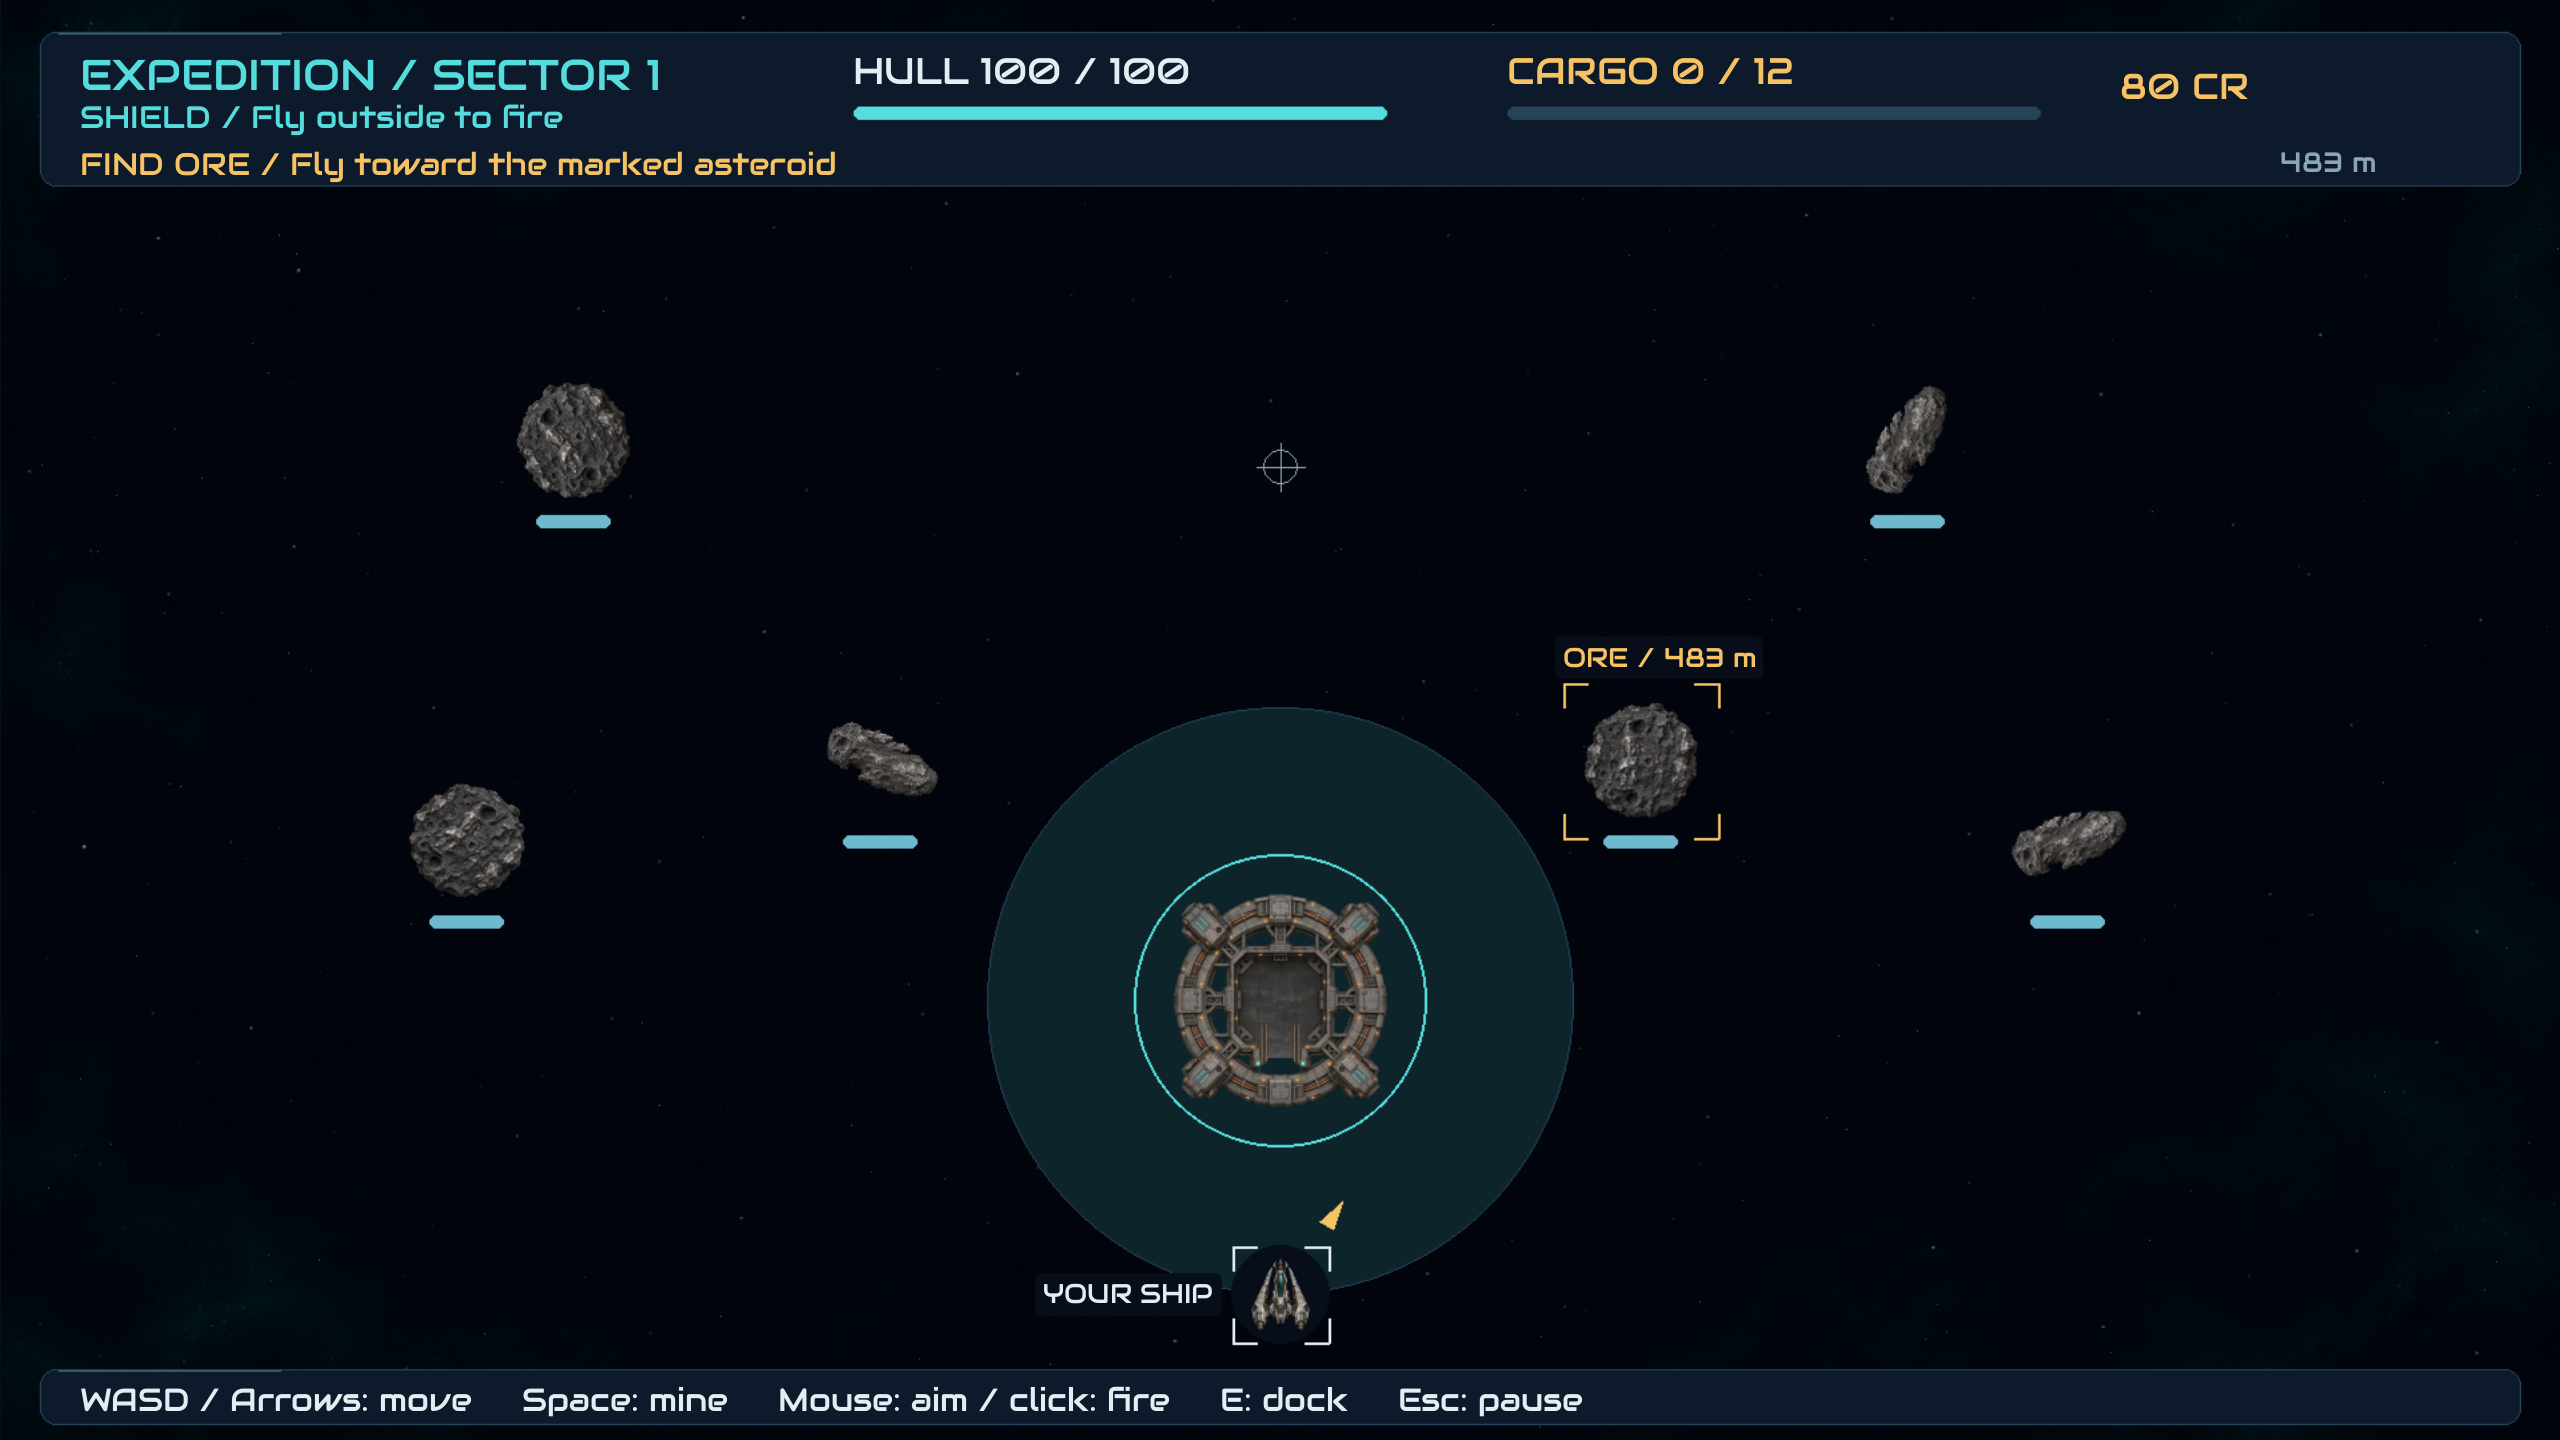 EXPEDITION / SECTOR 1
SHIELD / Fly outside to fire
FIND ORE / Fly toward the marked asteroid
HULL 100 / 100
CARGO 0 / 12
80 CR
483 m
ORE / 483 m
YOUR SHIP
WASD / Arrows: move Space: mine Mouse: aim / click: fire E: dock Esc: pause